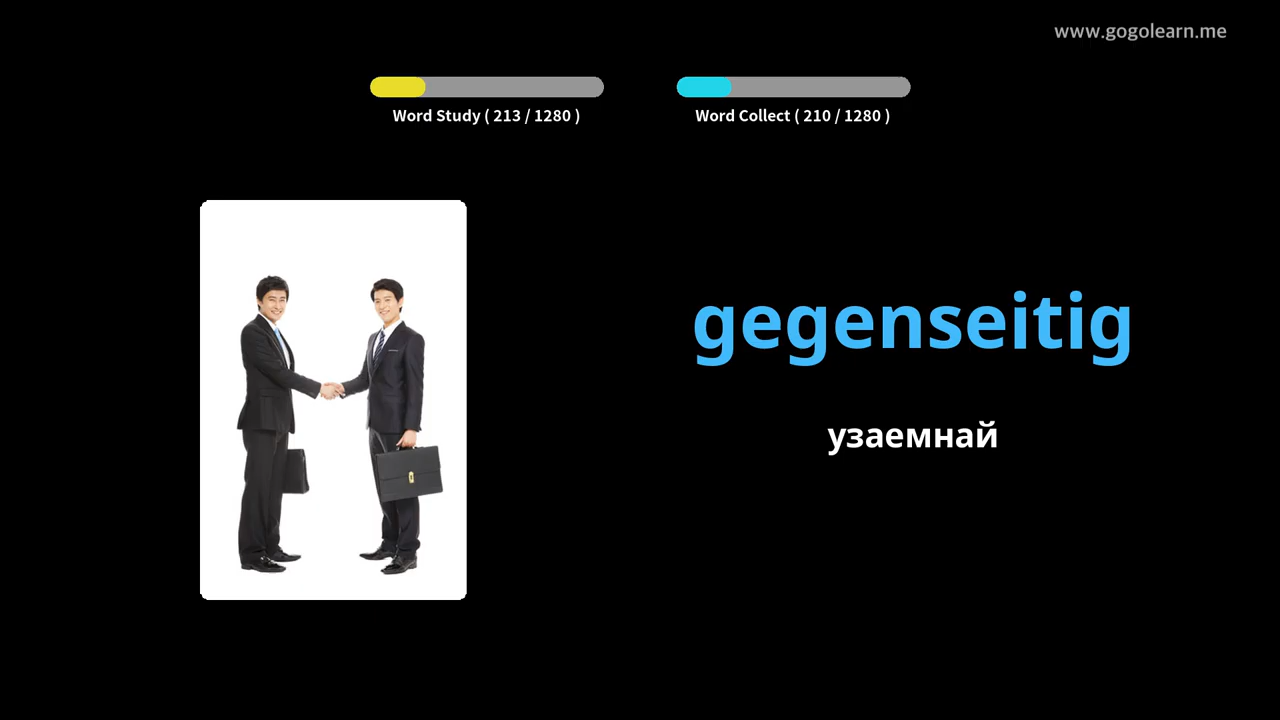 www.gogolearn.me
Word Study ( 213 / 1280 )
Word Collect ( 210 / 1280 )
gegenseitig
узаемнай